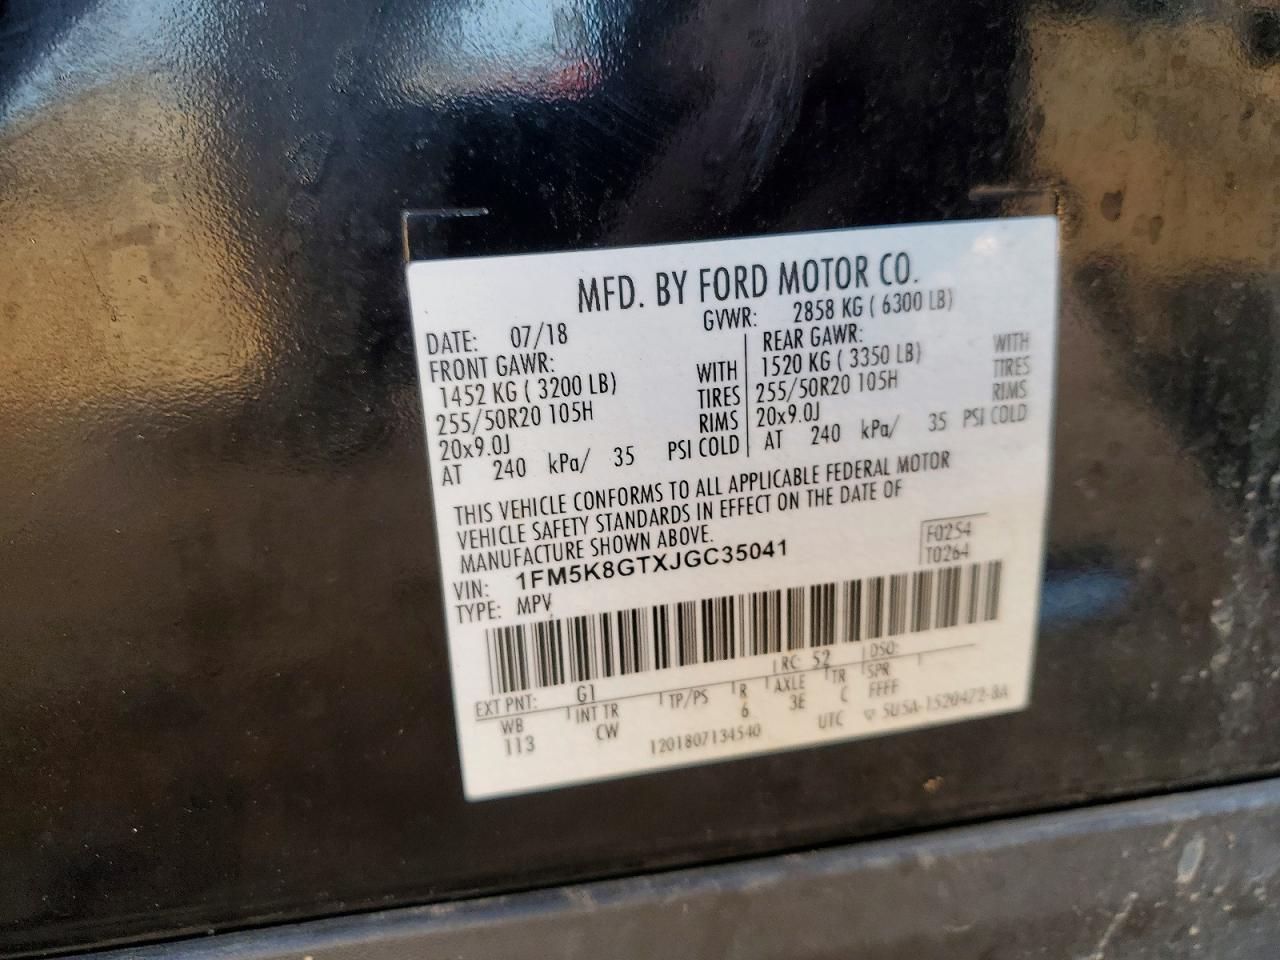 MFD. BY FORD MOTOR CO.
DATE: 07/18 GVWR: 2858 KG ( 6300 LB)
FRONT GAWR: REAR GAWR:
1452 KG ( 3200 LB) WITH 1520 KG ( 3350 LB) WITH
255/50R20 105H TIRES 255/50R20 105H TIRES
20x9.0J RIMS 20x9.0J RIMS
AT 240 kPa/ 35 PSI COLD AT 240 kPa/ 35 PSI COLD
THIS VEHICLE CONFORMS TO ALL APPLICABLE FEDERAL MOTOR
VEHICLE SAFETY STANDARDS IN EFFECT ON THE DATE OF
MANUFACTURE SHOWN ABOVE.
VIN: 1FM5K8GTXJGC35041 F0254
TYPE: MPV T0264
EXT PNT: G1 RC: 52 DSO:
WB INT TR TP/PS R AXLE TR SPR
113 CW 6 3E C FFFF
1201807134540 UTC ▽ 5U5A-1520472-8A